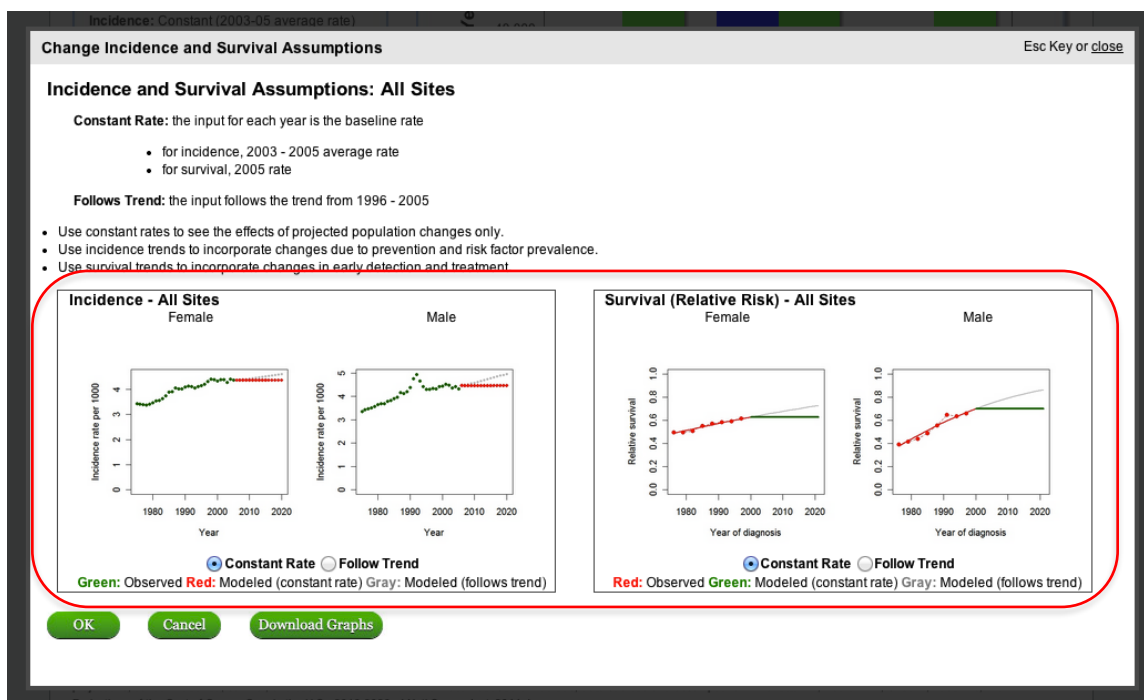 Incidence: Constant (2003-05 average rate)
Change Incidence and Survival Assumptions
Esc Key or close
Incidence and Survival Assumptions: All Sites
Constant Rate: the input for each year is the baseline rate
• for incidence, 2003 - 2005 average rate
• for survival, 2005 rate
Follows Trend: the input follows the trend from 1996 - 2005
• Use constant rates to see the effects of projected population changes only.
• Use incidence trends to incorporate changes due to prevention and risk factor prevalence.
• Use survival trends to incorporate changes in early detection and treatment
Incidence - All Sites
Female Male
Incidence rate per 1000
0 1 2 3 4
1980 1990 2000 2010 2020
Year
Incidence rate per 1000
0 1 2 3 4 5
1980 1990 2000 2010 2020
Year
Constant Rate Follow Trend
Green: Observed Red: Modeled (constant rate) Gray: Modeled (follows trend)
Survival (Relative Risk) - All Sites
Female Male
Relative survival
0.0 0.2 0.4 0.6 0.8 1.0
1980 1990 2000 2010 2020
Year of diagnosis
Relative survival
0.0 0.2 0.4 0.6 0.8 1.0
1980 1990 2000 2010 2020
Year of diagnosis
Constant Rate Follow Trend
Red: Observed Green: Modeled (constant rate) Gray: Modeled (follows trend)
OK Cancel Download Graphs